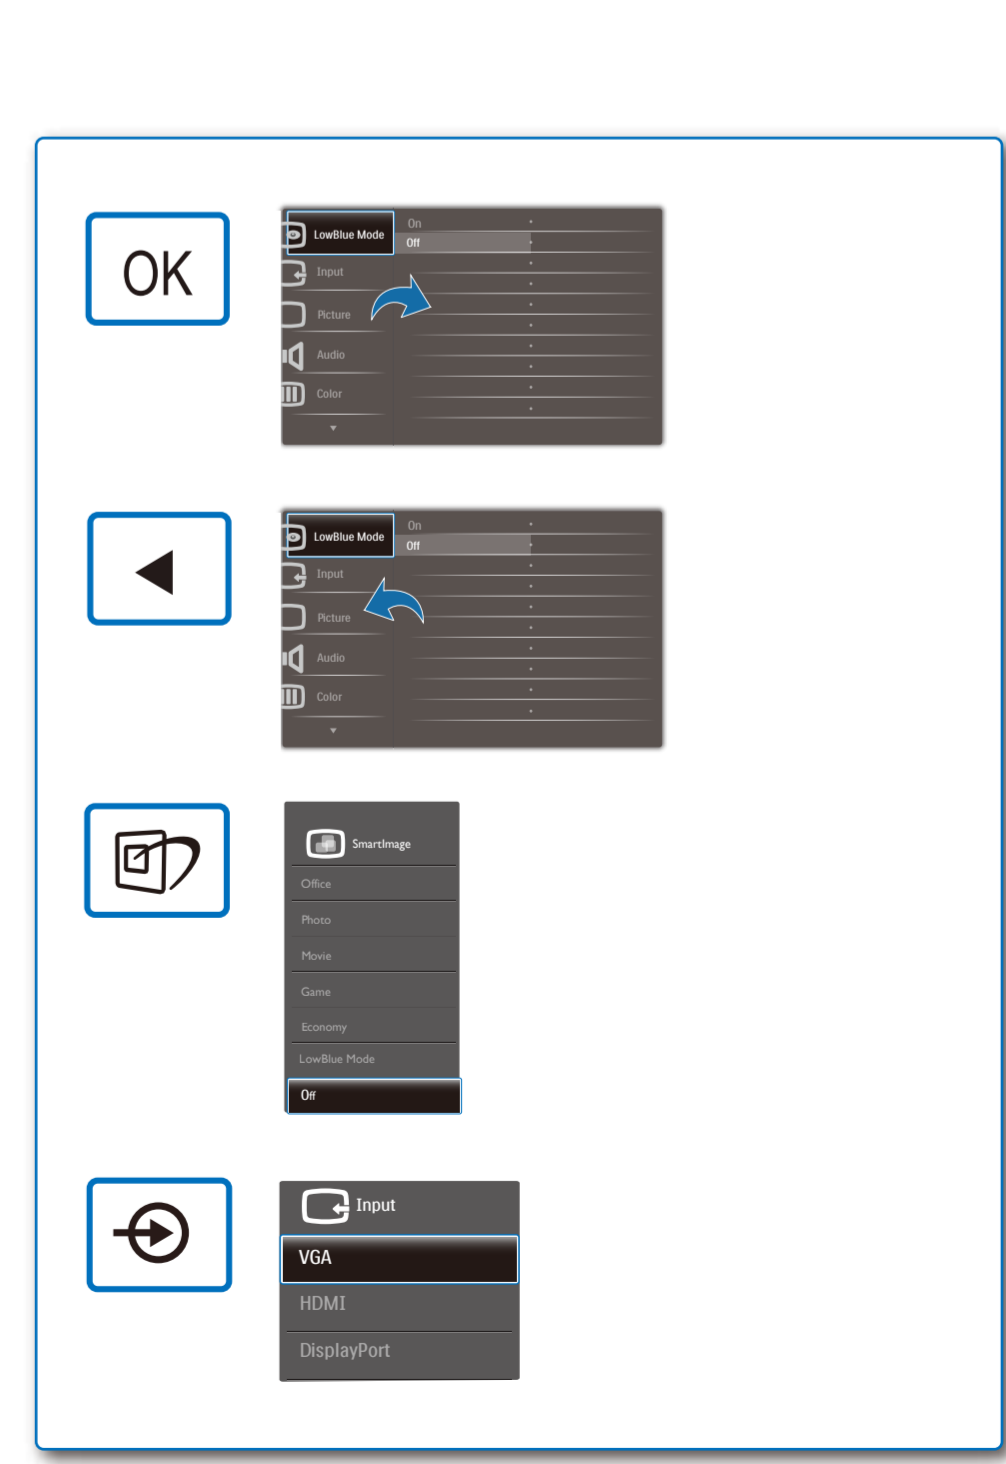 OK
LowBlue Mode
On
Off
Input
Picture
Audio
Color
LowBlue Mode
On
Off
Input
Picture
Audio
Color
SmartImage
Office
Photo
Movie
Game
Economy
LowBlue Mode
Off
Input
VGA
HDMI
DisplayPort